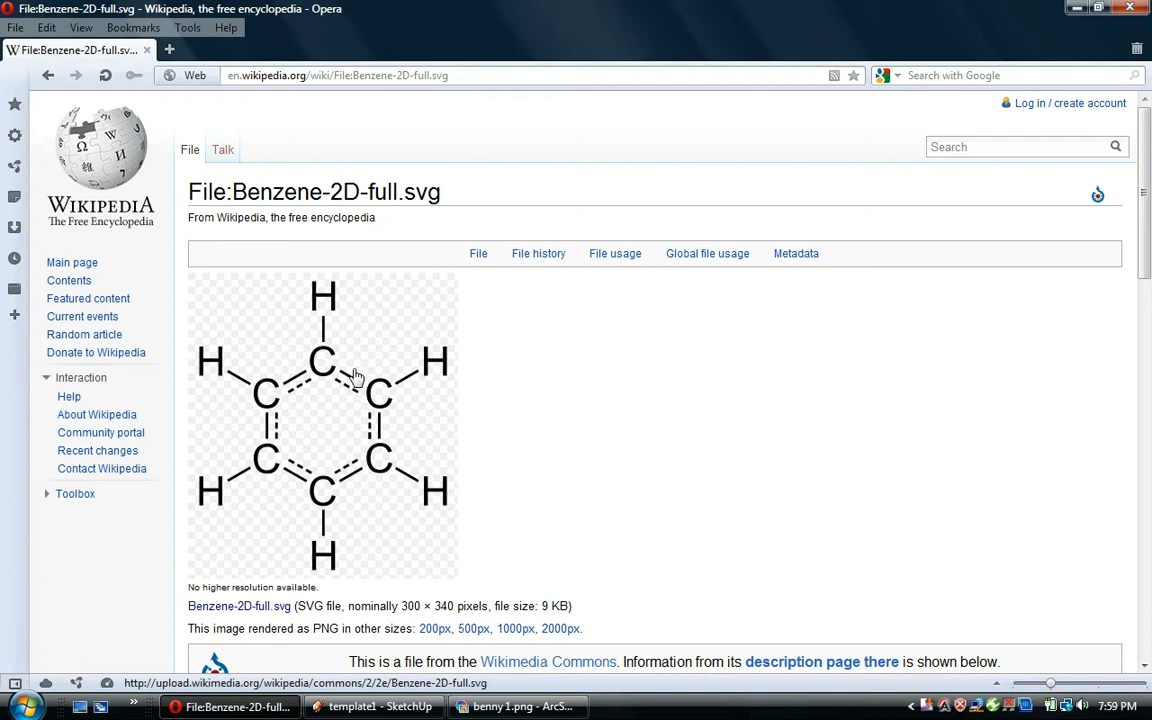 File:Benzene-2D-full.svg - Wikipedia, the free encyclopedia - Opera
File Edit View Bookmarks Tools Help
W File:Benzene-2D-full.sv...
Web en.wikipedia.org/wiki/File:Benzene-2D-full.svg Search with Google
Log in / create account
File Talk Search
WIKIPEDIA
The Free Encyclopedia
Main page
Contents
Featured content
Current events
Random article
Donate to Wikipedia
Interaction
Help
About Wikipedia
Community portal
Recent changes
Contact Wikipedia
Toolbox
File:Benzene-2D-full.svg
From Wikipedia, the free encyclopedia
File File history File usage Global file usage Metadata
H
H C H
C C
C C
H C H
H
No higher resolution available.
Benzene-2D-full.svg (SVG file, nominally 300 × 340 pixels, file size: 9 KB)
This image rendered as PNG in other sizes: 200px, 500px, 1000px, 2000px.
This is a file from the Wikimedia Commons. Information from its description page there is shown below.
http://upload.wikimedia.org/wikipedia/commons/2/2e/Benzene-2D-full.svg
File:Benzene-2D-full... template1 - SketchUp benny 1.png - ArcS... 7:59 PM